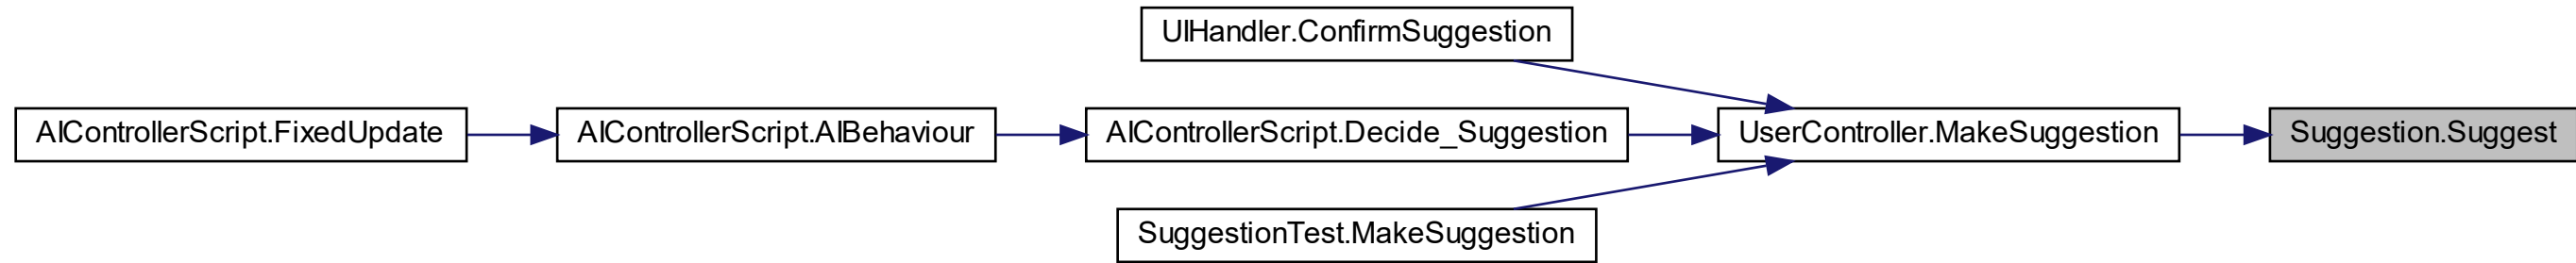 UIHandler.ConfirmSuggestion
AIControllerScript.FixedUpdate
AIControllerScript.AIBehaviour
AIControllerScript.Decide_Suggestion
UserController.MakeSuggestion
Suggestion.Suggest
SuggestionTest.MakeSuggestion